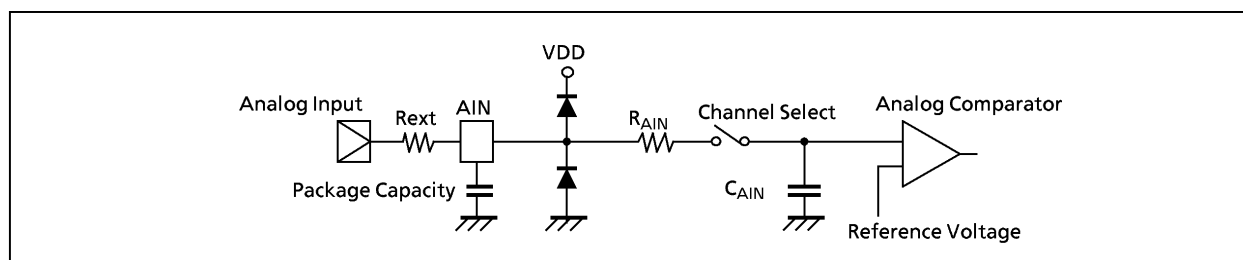 VDD
Analog Input
Rext
AIN
RAIN
Channel Select
Analog Comparator
Package Capacity
CAIN
Reference Voltage